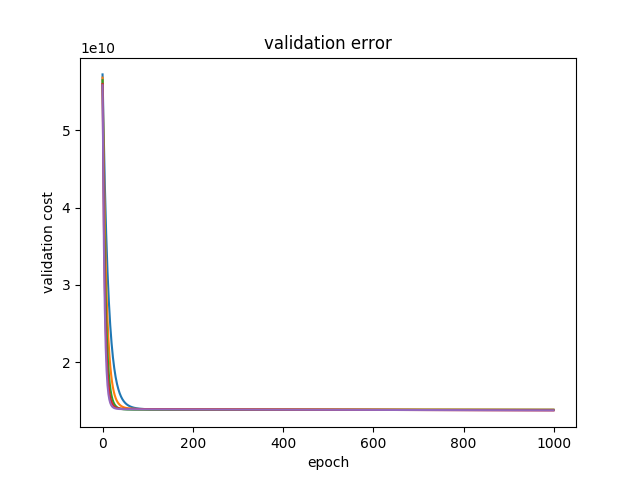 validation error
1e10
5
4
3
2
validation cost
0 200 400 600 800 1000
epoch